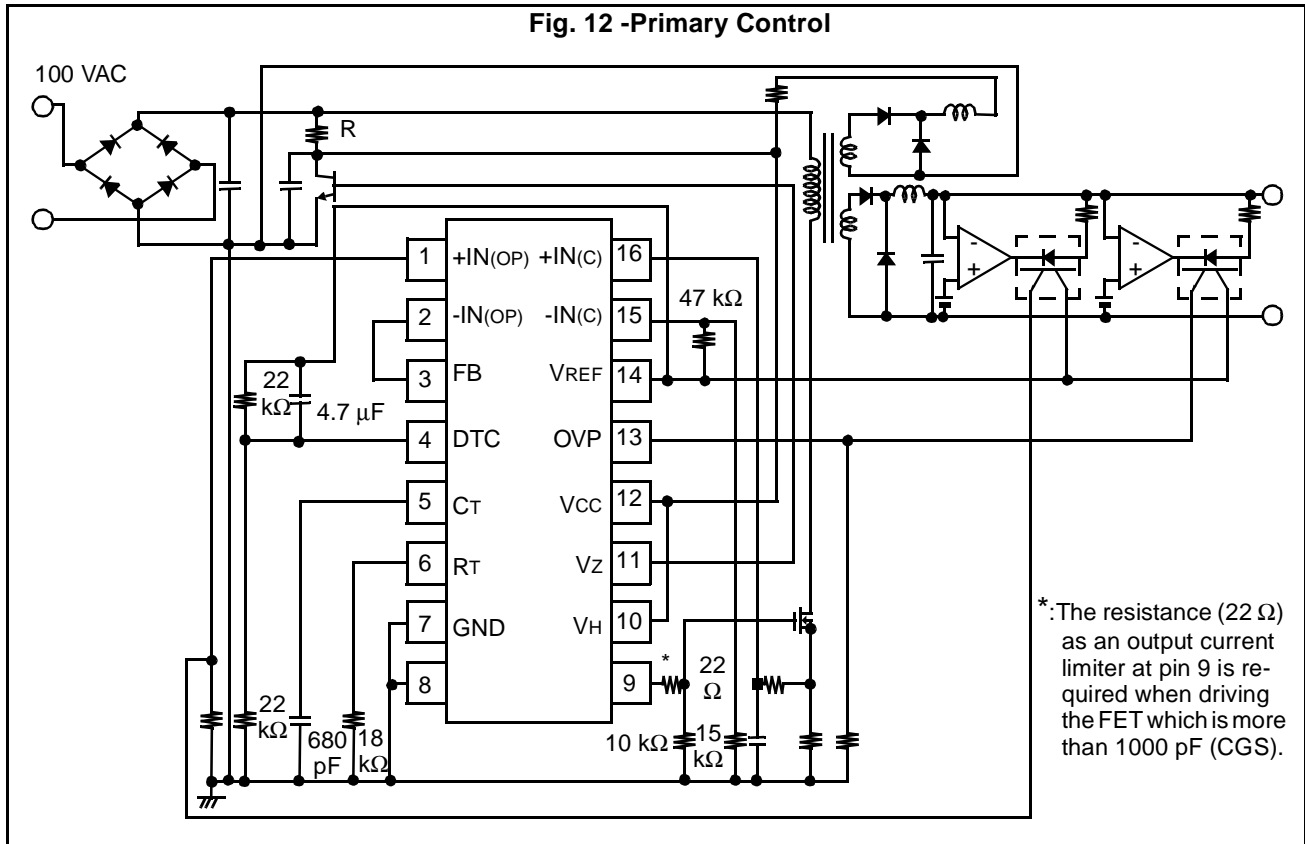 Fig. 12 -Primary Control
100 VAC
R
1
+IN(OP)
+IN(C)
16
2
-IN(OP)
-IN(C)
15
47 kΩ
3
FB
VREF
14
22
kΩ
4.7 µF
4
DTC
OVP
13
5
CT
VCC
12
6
RT
VZ
11
7
GND
VH
10
8
9
*
22
Ω
22
kΩ
680
pF
18
kΩ
10 kΩ
15
kΩ
-
+
-
+
*:The resistance (22 Ω)
as an output current
limiter at pin 9 is re-
quired when driving
the FET which is more
than 1000 pF (CGS).